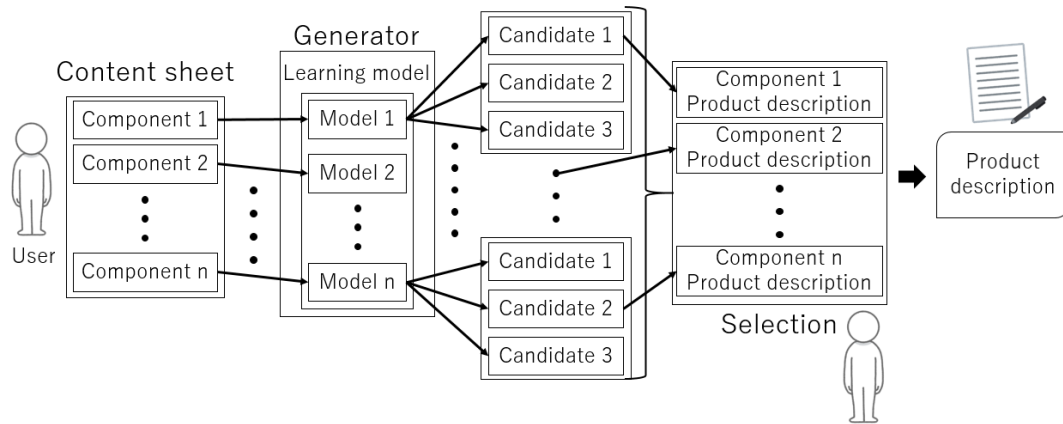 Content sheet
Component 1
Component 2
Component n
User
Generator
Learning model
Model 1
Model 2
Model n
Candidate 1
Candidate 2
Candidate 3
Candidate 1
Candidate 2
Candidate 3
Component 1
Product description
Component 2
Product description
Component n
Product description
Selection
Product
description